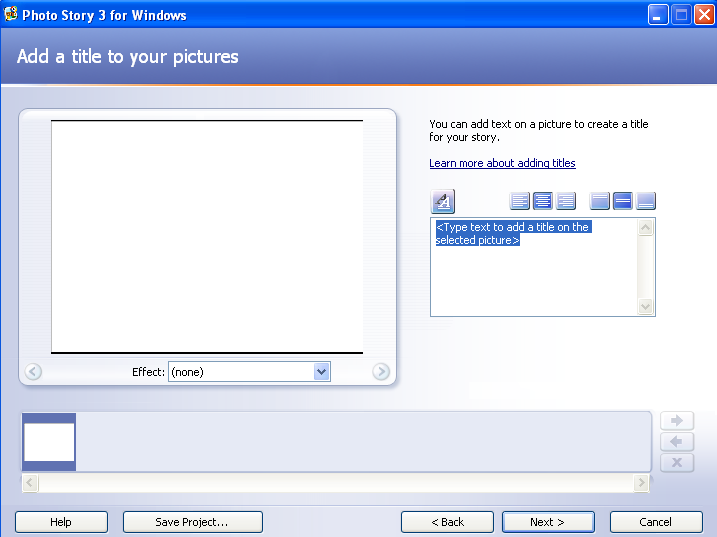 Photo Story 3 for Windows
Add a title to your pictures
You can add text on a picture to create a title
for your story.
Learn more about adding titles
A
<Type text to add a title on the
selected picture>
Effect: (none)
Help
Save Project...
< Back
Next >
Cancel